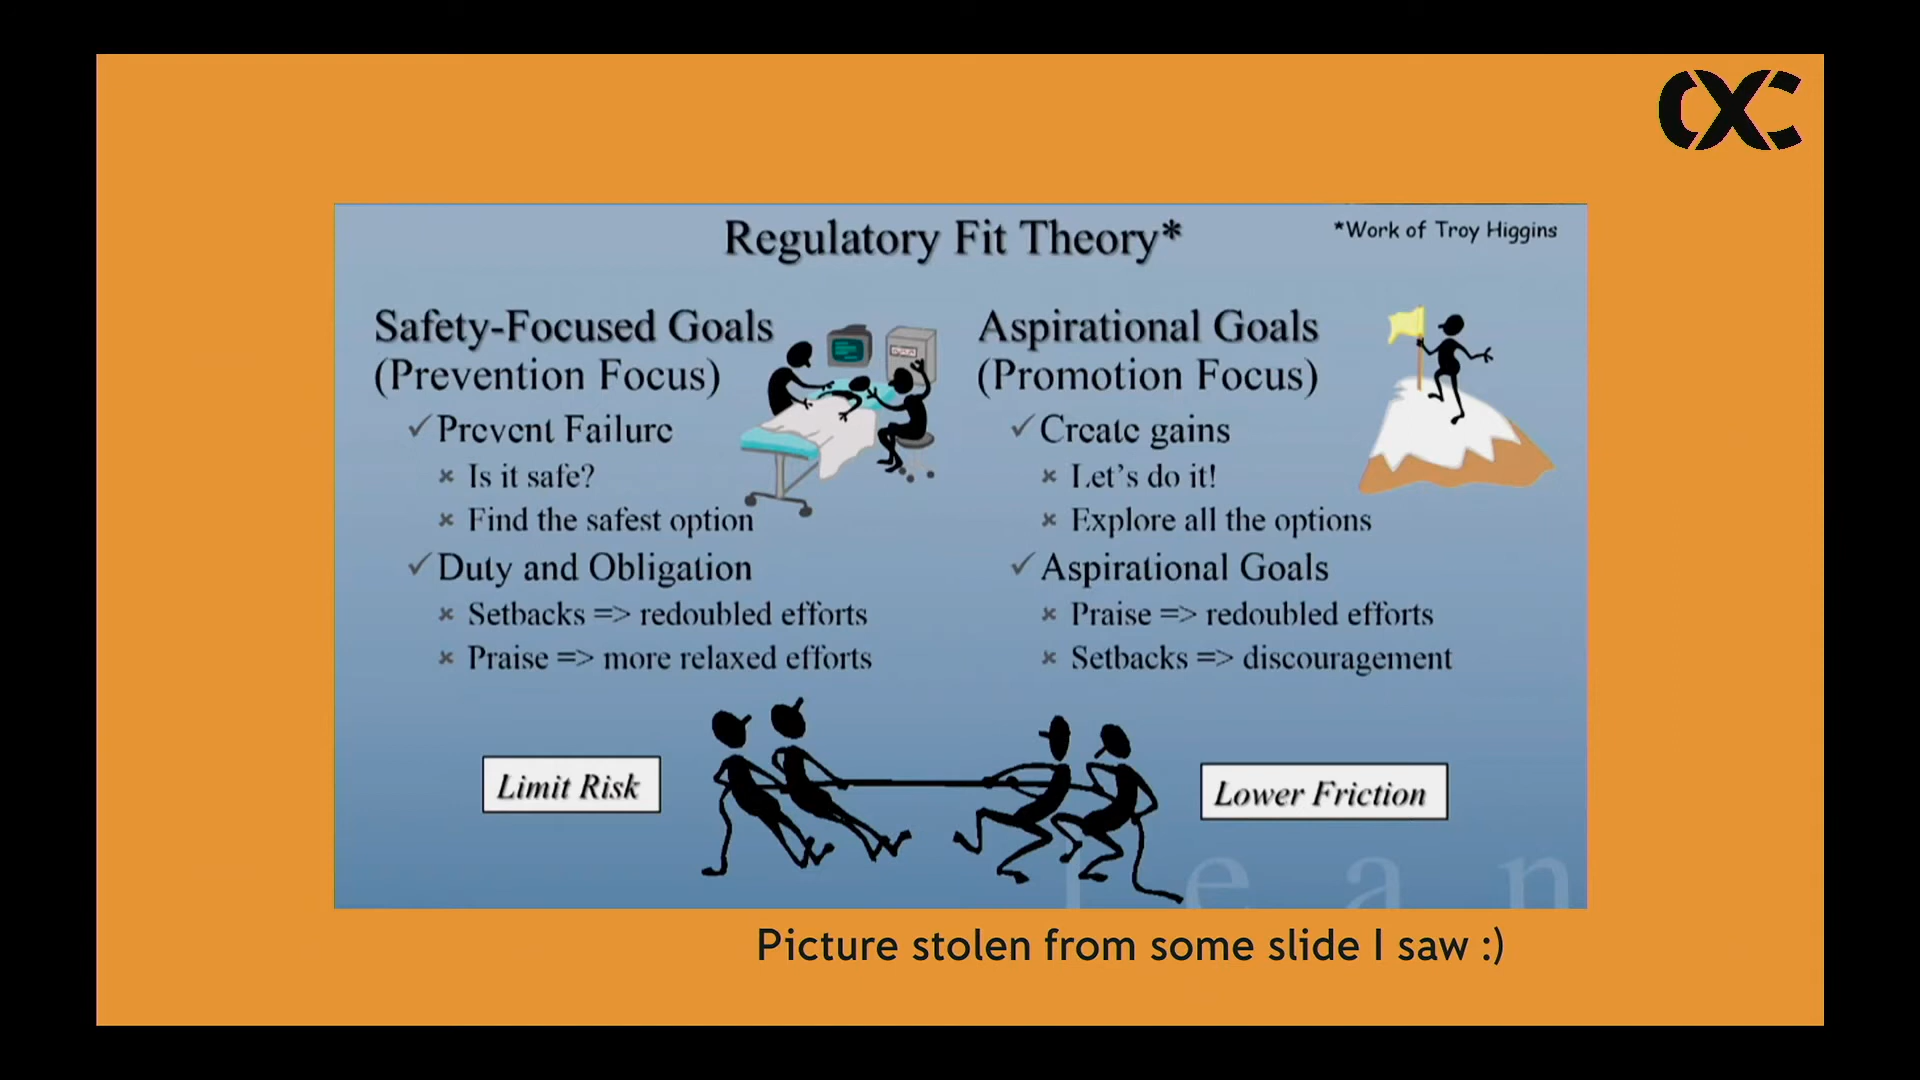 Regulatory Fit Theory*
*Work of Troy Higgins
Safety-Focused Goals
(Prevention Focus)
✓Prevent Failure
× Is it safe?
× Find the safest option
✓Duty and Obligation
× Setbacks => redoubled efforts
× Praise => more relaxed efforts
Aspirational Goals
(Promotion Focus)
✓Create gains
× Let's do it!
× Explore all the options
✓Aspirational Goals
× Praise => redoubled efforts
× Setbacks => discouragement
Limit Risk
Lower Friction
Lean
Picture stolen from some slide I saw :)